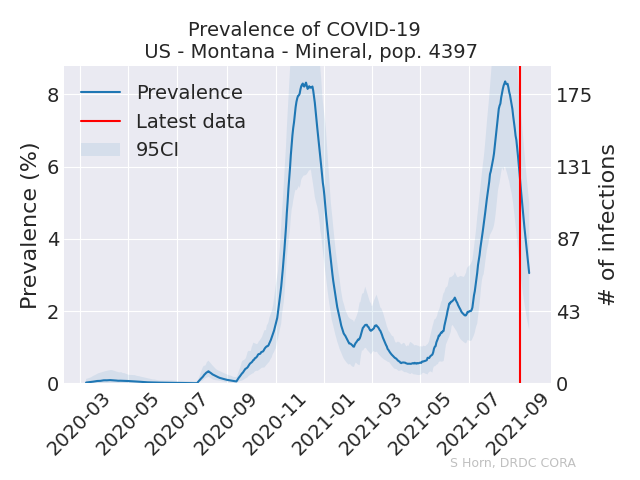 Prevalence of COVID-19
US - Montana - Mineral, pop. 4397
Prevalence
Latest data
95CI
Prevalence (%)
8
6
4
2
0
# of infections
175
131
87
43
0
2020-03
2020-05
2020-07
2020-09
2020-11
2021-01
2021-03
2021-05
2021-07
2021-09
S Horn, DRDC CORA